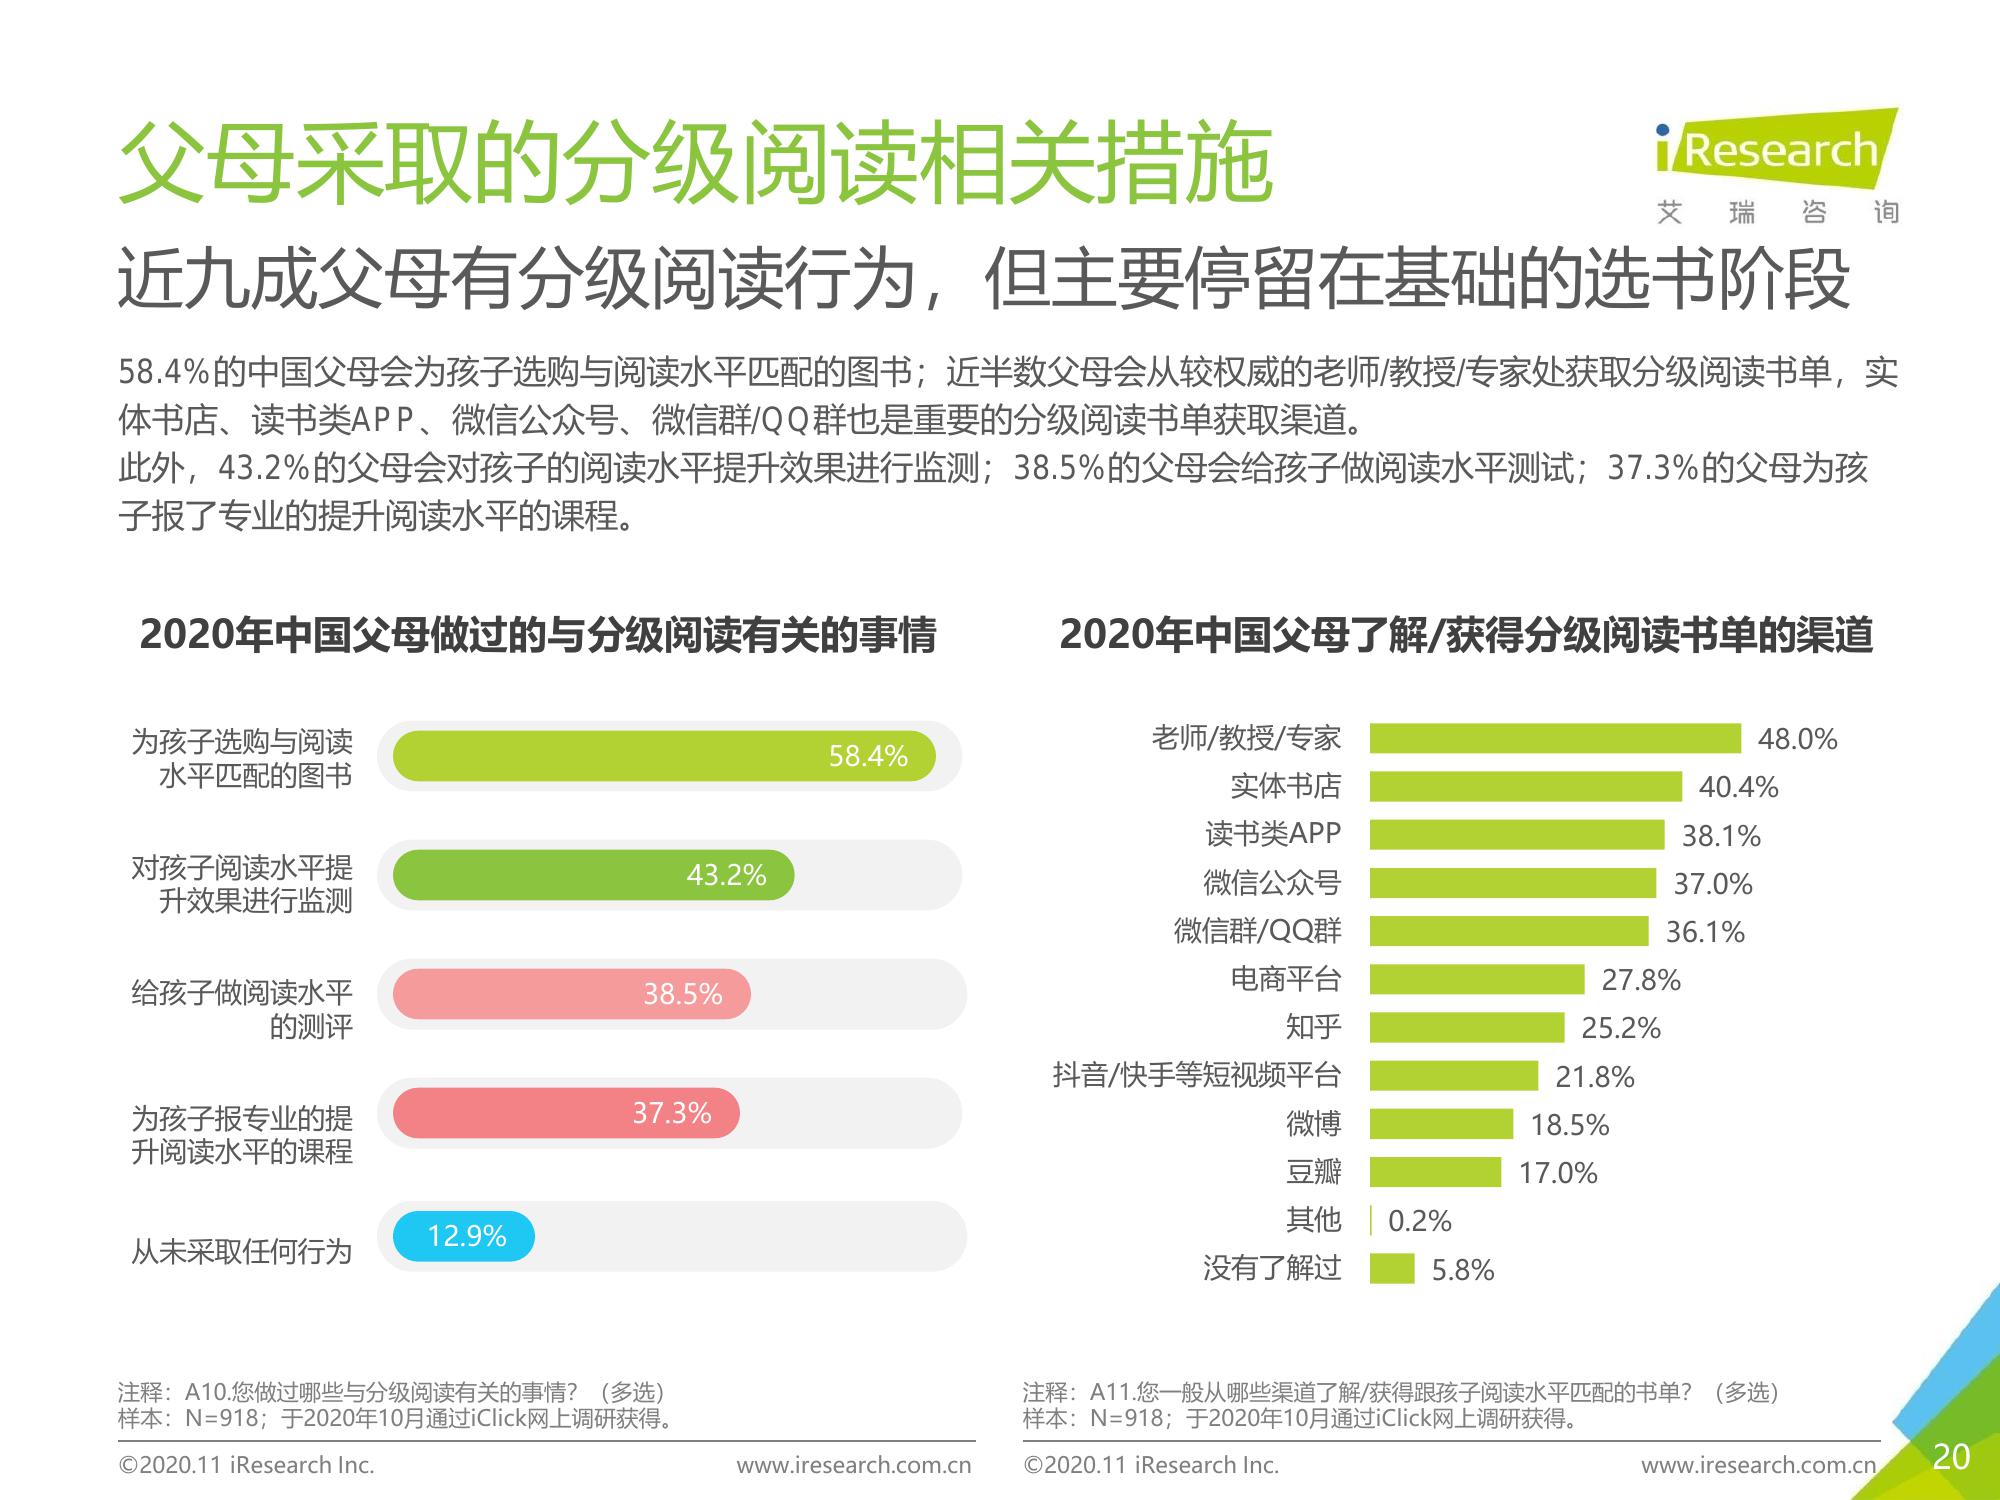 父母采取的分级阅读相关措施
iResearch
艾瑞咨询
近九成父母有分级阅读行为，但主要停留在基础的选书阶段
58.4%的中国父母会为孩子选购与阅读水平匹配的图书；近半数父母会从较权威的老师/教授/专家处获取分级阅读书单，实
体书店、读书类APP、微信公众号、微信群/QQ群也是重要的分级阅读书单获取渠道。
此外，43.2%的父母会对孩子的阅读水平提升效果进行监测；38.5%的父母会给孩子做阅读水平测试；37.3%的父母为孩
子报了专业的提升阅读水平的课程。
2020年中国父母做过的与分级阅读有关的事情
为孩子选购与阅读
水平匹配的图书
58.4%
对孩子阅读水平提
升效果进行监测
43.2%
给孩子做阅读水平
的测评
38.5%
为孩子报专业的提
升阅读水平的课程
37.3%
从未采取任何行为
12.9%
2020年中国父母了解/获得分级阅读书单的渠道
老师/教授/专家 48.0%
实体书店 40.4%
读书类APP 38.1%
微信公众号 37.0%
微信群/QQ群 36.1%
电商平台 27.8%
知乎 25.2%
抖音/快手等短视频平台 21.8%
微博 18.5%
豆瓣 17.0%
其他 0.2%
没有了解过 5.8%
注释：A10.您做过哪些与分级阅读有关的事情？（多选）
样本：N=918；于2020年10月通过iClick网上调研获得。
©2020.11 iResearch Inc. www.iresearch.com.cn
注释：A11.您一般从哪些渠道了解/获得跟孩子阅读水平匹配的书单？（多选）
样本：N=918；于2020年10月通过iClick网上调研获得。
©2020.11 iResearch Inc. www.iresearch.com.cn
20